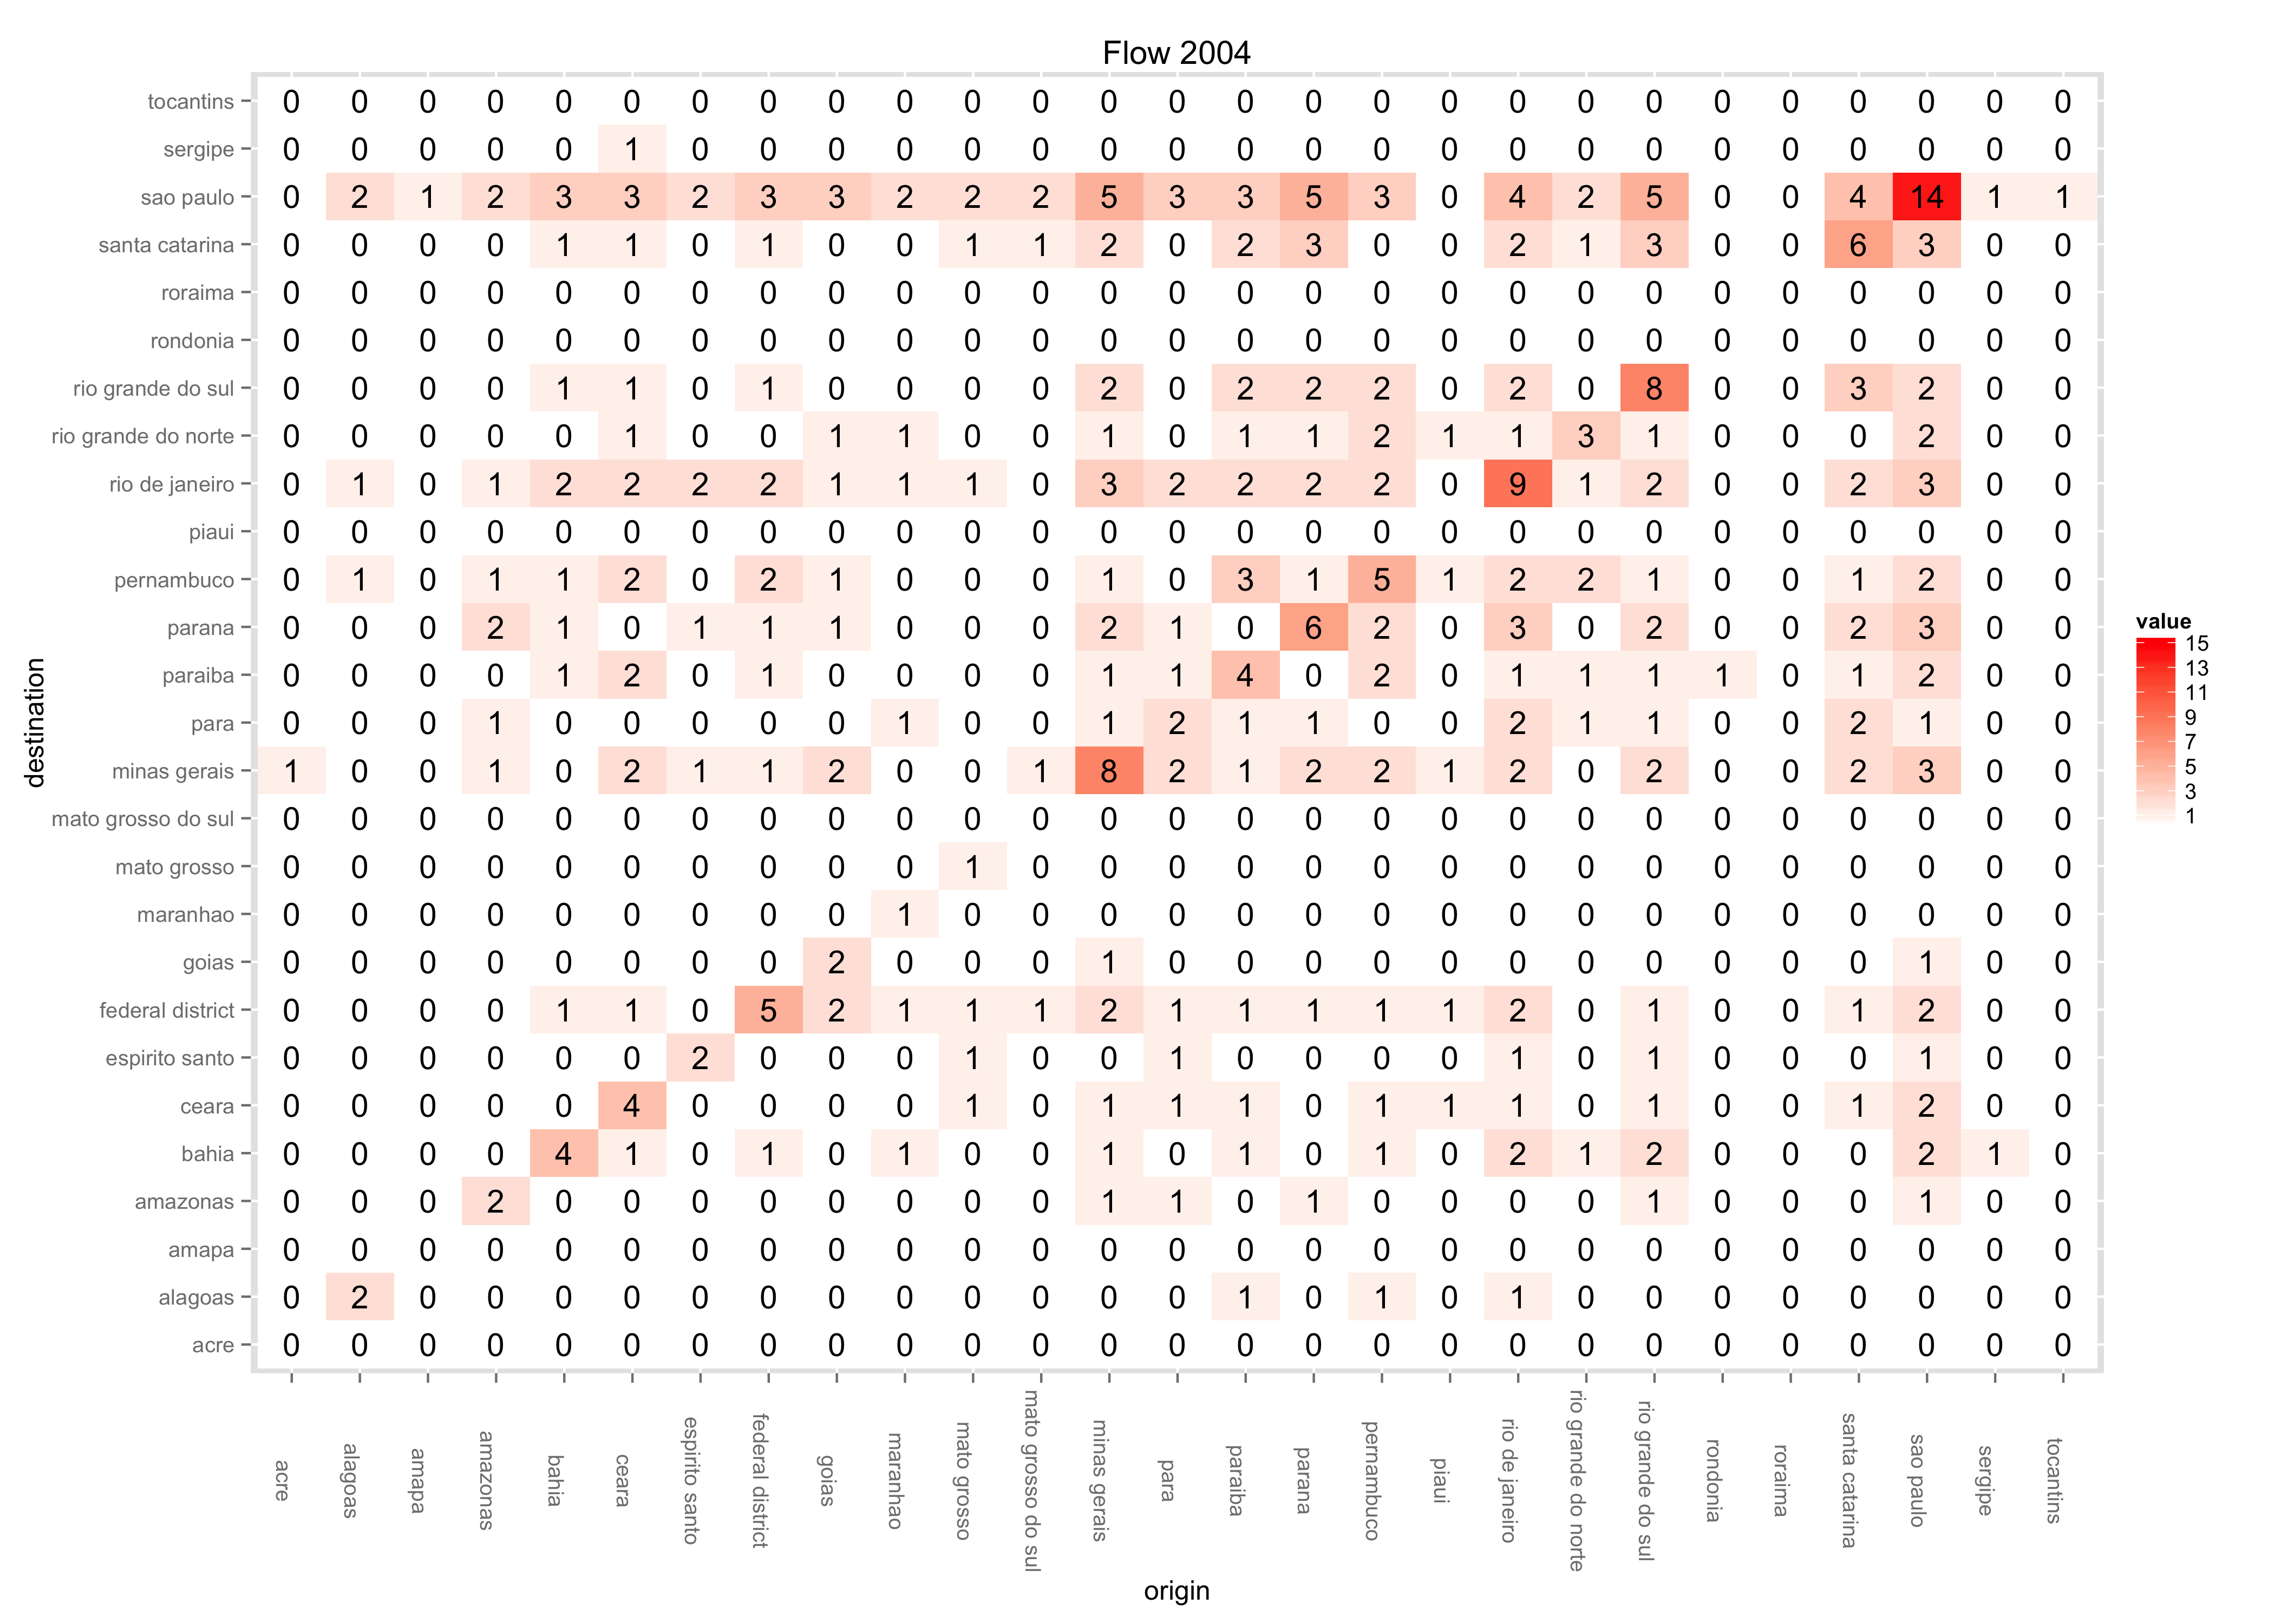 Flow 2004
tocantins 0 0 0 0 0 0 0 0 0 0 0 0 0 0 0 0 0 0 0 0 0 0 0 0 0 0 0
sergipe 0 0 0 0 0 1 0 0 0 0 0 0 0 0 0 0 0 0 0 0 0 0 0 0 0 0 0
sao paulo 0 2 1 2 3 3 2 3 3 2 2 2 5 3 3 5 3 0 4 2 5 0 0 4 14 1 1
santa catarina 0 0 0 0 1 1 0 1 0 0 1 1 2 0 2 3 0 0 2 1 3 0 0 6 3 0 0
roraima 0 0 0 0 0 0 0 0 0 0 0 0 0 0 0 0 0 0 0 0 0 0 0 0 0 0 0
rondonia 0 0 0 0 0 0 0 0 0 0 0 0 0 0 0 0 0 0 0 0 0 0 0 0 0 0 0
rio grande do sul 0 0 0 0 1 1 0 1 0 0 0 0 2 0 2 2 2 0 2 0 8 0 0 3 2 0 0
rio grande do norte 0 0 0 0 0 1 0 0 1 1 0 0 1 0 1 1 2 1 1 3 1 0 0 0 2 0 0
rio de janeiro 0 1 0 1 2 2 2 2 1 1 1 0 3 2 2 2 2 0 9 1 2 0 0 2 3 0 0
piaui 0 0 0 0 0 0 0 0 0 0 0 0 0 0 0 0 0 0 0 0 0 0 0 0 0 0 0
pernambuco 0 1 0 1 1 2 0 2 1 0 0 0 1 0 3 1 5 1 2 2 1 0 0 1 2 0 0
parana 0 0 0 2 1 0 1 1 1 0 0 0 2 1 0 6 2 0 3 0 2 0 0 2 3 0 0
paraiba 0 0 0 0 1 2 0 1 0 0 0 0 1 1 4 0 2 0 1 1 1 1 0 1 2 0 0
para 0 0 0 1 0 0 0 0 0 1 0 0 1 2 1 1 0 0 2 1 1 0 0 2 1 0 0
minas gerais 1 0 0 1 0 2 1 1 2 0 0 1 8 2 1 2 2 1 2 0 2 0 0 2 3 0 0
mato grosso do sul 0 0 0 0 0 0 0 0 0 0 0 0 0 0 0 0 0 0 0 0 0 0 0 0 0 0 0
mato grosso 0 0 0 0 0 0 0 0 0 0 1 0 0 0 0 0 0 0 0 0 0 0 0 0 0 0 0
maranhao 0 0 0 0 0 0 0 0 0 1 0 0 0 0 0 0 0 0 0 0 0 0 0 0 0 0 0
goias 0 0 0 0 0 0 0 0 2 0 0 0 1 0 0 0 0 0 0 0 0 0 0 0 1 0 0
federal district 0 0 0 0 1 1 0 5 2 1 1 1 2 1 1 1 1 1 2 0 1 0 0 1 2 0 0
espirito santo 0 0 0 0 0 0 2 0 0 0 1 0 0 1 0 0 0 0 1 0 1 0 0 0 1 0 0
ceara 0 0 0 0 0 4 0 0 0 0 1 0 1 1 1 0 1 1 1 0 1 0 0 1 2 0 0
bahia 0 0 0 0 4 1 0 1 0 1 0 0 1 0 1 0 1 0 2 1 2 0 0 0 2 1 0
amazonas 0 0 0 2 0 0 0 0 0 0 0 0 1 1 0 1 0 0 0 0 1 0 0 0 1 0 0
amapa 0 0 0 0 0 0 0 0 0 0 0 0 0 0 0 0 0 0 0 0 0 0 0 0 0 0 0
alagoas 0 2 0 0 0 0 0 0 0 0 0 0 0 0 1 0 1 0 1 0 0 0 0 0 0 0 0
acre 0 0 0 0 0 0 0 0 0 0 0 0 0 0 0 0 0 0 0 0 0 0 0 0 0 0 0
destination
acre
alagoas
amapa
amazonas
bahia
ceara
espirito santo
federal district
goias
maranhao
mato grosso
mato grosso do sul
minas gerais
para
paraiba
parana
pernambuco
piaui
rio de janeiro
rio grande do norte
rio grande do sul
rondonia
roraima
santa catarina
sao paulo
sergipe
tocantins
origin
value
15
13
11
9
7
5
3
1